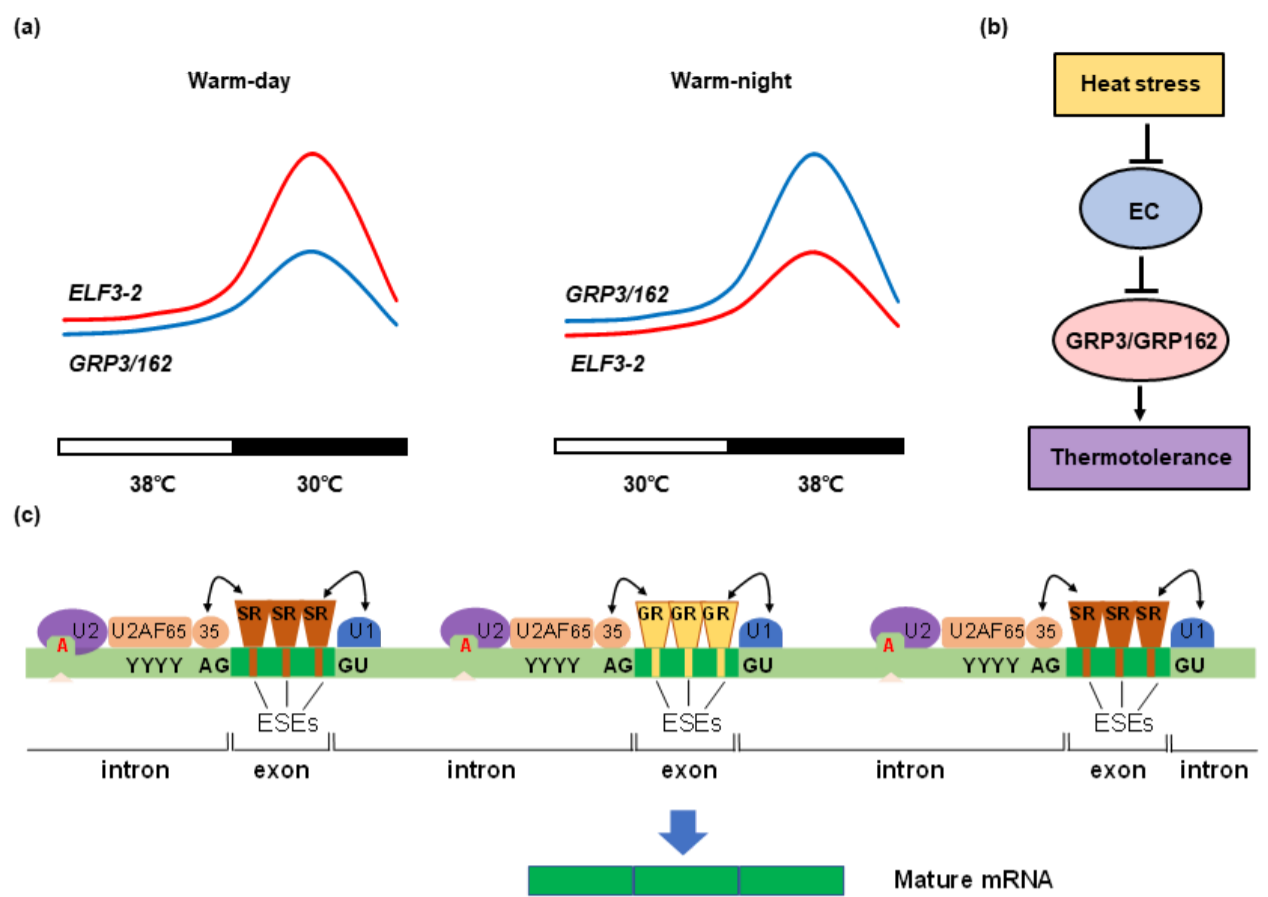 (a)
(b)
Warm-day
Warm-night
Heat stress
EC
ELF3-2
GRP3/162
GRP3/162
ELF3-2
GRP3/GRP162
38℃
30℃
30℃
38℃
Thermotolerance
(c)
SR SR SR
GR GR GR
SR SR SR
A U2 U2AF65 35 U1
A U2 U2AF65 35 U1
A U2 U2AF65 35 U1
YYYY AG GU
YYYY AG GU
YYYY AG GU
ESEs
ESEs
ESEs
intron exon intron exon intron exon intron
Mature mRNA